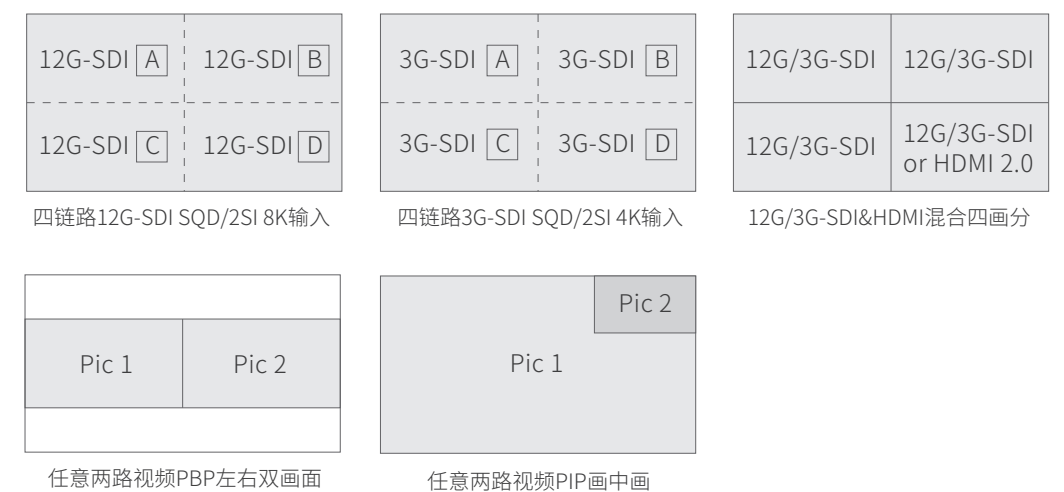 12G-SDI A 12G-SDI B
12G-SDI C 12G-SDI D
四链路12G-SDI SQD/2SI 8K输入
3G-SDI A 3G-SDI B
3G-SDI C 3G-SDI D
四链路3G-SDI SQD/2SI 4K输入
12G/3G-SDI 12G/3G-SDI
12G/3G-SDI 12G/3G-SDI
or HDMI 2.0
12G/3G-SDI&HDMI混合四画分
Pic 1 Pic 2
任意两路视频PBP左右双画面
Pic 2
Pic 1
任意两路视频PIP画中画